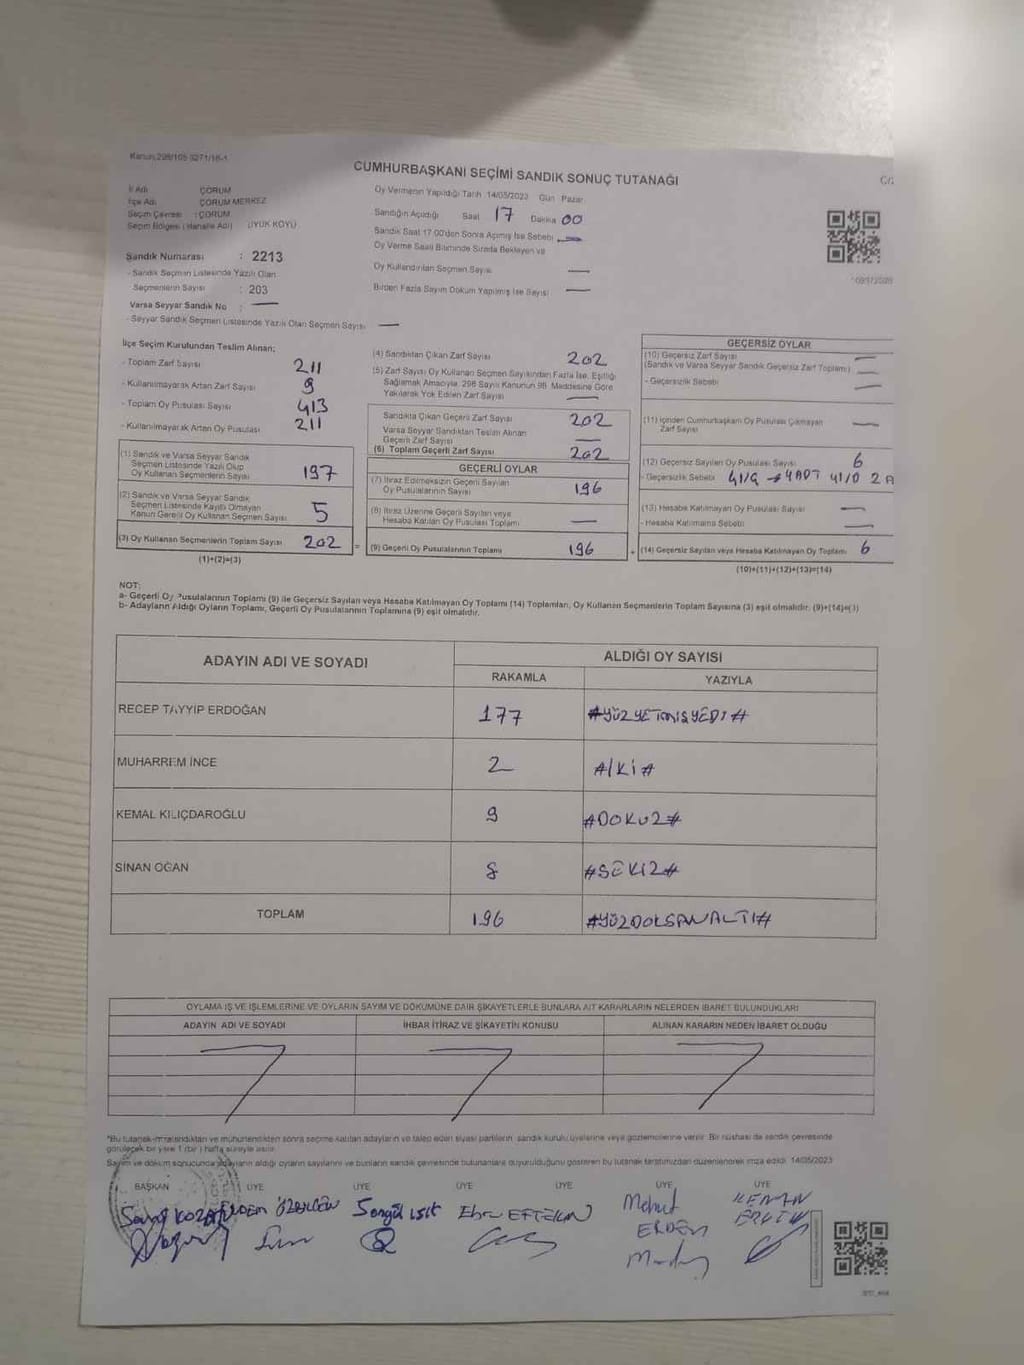 Kanun:298/105-9271/16-1
CUMHURBAŞKANI SEÇİMİ SANDIK SONUÇ TUTANAĞI
İl Adı ÇORUM
İlçe Adı ÇORUM MERKEZ
Seçim Çevresi : ÇORUM
Seçim Bölgesi (Mahalle Adı)
Sandık Numarası : 2213
- Sandık Seçmen Listesinde Yazılı Olan
Seçmenlerin Sayısı : 203
Varsa Seyyar Sandık No :
- Seyyar Sandık Seçmen Listesinde Yazılı Olan Seçmen Sayısı
Oy Vermenin Yapıldığı Tarih 14/05/2023 Gün Pazar
Sandığın Açıldığı Saat 17 Dakika 00
Sandık Saat 17.00'den Sonra Açılmış İse Sebebi
Oy Verme Saati Bitiminde Sırada Bekleyen ve
Oy Kullandırılan Seçmen Sayısı
Birden Fazla Sayım Döküm Yapılmış İse Sayısı
İlçe Seçim Kurulundan Teslim Alınan;
- Toplam Zarf Sayısı 211
- Kullanılmayarak Artan Zarf Sayısı 9
- Toplam Oy Pusulası Sayısı 413
- Kullanılmayarak Artan Oy Pusulası 211
(1) Sandık ve Varsa Seyyar Sandık
Seçmen Listesinde Yazılı Olup
Oy Kullanan Seçmenlerin Sayısı 197
(2) Sandık ve Varsa Seyyar Sandık
Seçmen Listesinde Kayıtlı Olmayan
Kanun Gereği Oy Kullanan Seçmen Sayısı 5
(3) Oy Kullanan Seçmenlerin Toplam Sayısı 202 =
(1)+(2)=(3)
(4) Sandıktan Çıkan Zarf Sayısı 202
(5) Zarf Sayısı Oy Kullanan Seçmen Sayısından Fazla İse, Eşitliği
Sağlamak Amacıyla, 298 Sayılı Kanunun 98. Maddesine Göre
Yakılarak Yok Edilen Zarf Sayısı
Sandıkta Çıkan Geçerli Zarf Sayısı 202
Varsa Seyyar Sandıktan Teslim Alınan
Geçerli Zarf Sayısı
(6) Toplam Geçerli Zarf Sayısı 202
GEÇERLİ OYLAR
(7) İtiraz Edilmeksizin Geçerli Sayılan
Oy Pusulalarının Sayısı 196
(8) İtiraz Üzerine Geçerli Sayılan veya
Hesaba Katılan Oy Pusulası Toplamı
(9) Geçerli Oy Pusulalarının Toplamı 196 +
GEÇERSİZ OYLAR
(10) Geçersiz Zarf Sayısı
(Sandık ve Varsa Seyyar Sandık Geçersiz Zarf Toplamı)
- Geçersizlik Sebebi
(11) İçinden Cumhurbaşkanı Oy Pusulası Çıkmayan
Zarf Sayısı
(12) Geçersiz Sayılan Oy Pusulası Sayısı 6
- Geçersizlik Sebebi 41/G → 4 ADT 41/D 2 A
(13) Hesaba Katılmayan Oy Pusulası Sayısı
- Hesaba Katılmama Sebebi
(14) Geçersiz Sayılan veya Hesaba Katılmayan Oy Toplamı 6
(10)+(11)+(12)+(13)=(14)
NOT:
a- Geçerli Oy Pusulalarının Toplamı (9) ile Geçersiz Sayılan veya Hesaba Katılmayan Oy Toplamı (14) Toplamları, Oy Kullanan Seçmenlerin Toplam Sayısına (3) eşit olmalıdır. (9)+(14)=(3)
b- Adayların Aldığı Oyların Toplamı, Geçerli Oy Pusulalarının Toplamına (9) eşit olmalıdır.
ADAYIN ADI VE SOYADI ALDIĞI OY SAYISI
RAKAMLA YAZIYLA
RECEP TAYYİP ERDOĞAN 177 #YÜZYETMİŞYEDİ#
MUHARREM İNCE 2 #İKİ#
KEMAL KILIÇDAROĞLU 9 #DOKUZ#
SİNAN OĞAN 8 #SEKİZ#
TOPLAM 196 #YÜZDOKSANALTI#
OYLAMA İŞ VE İŞLEMLERİNE VE OYLARIN SAYIM VE DÖKÜMÜNE DAİR ŞİKAYETLERLE BUNLARA AİT KARARLARIN NELERDEN İBARET BULUNDUKLARI
ADAYIN ADI VE SOYADI İHBAR İTİRAZ VE ŞİKAYETİN KONUSU ALINAN KARARIN NEDEN İBARET OLDUĞU
*Bu tutanak imzalandıktan ve mühürlendikten sonra seçime katılan adayların ve talep eden siyasi partilerin sandık kurulu üyelerine veya gözlemcilerine verilir. Bir nüshası da sandık çevresinde
görülecek bir yere 1 (bir) hafta süreyle asılır.
Sayım ve döküm sonucunda adayların aldığı oyların sayılarını ve bunların sandık çevresinde bulunanlara duyurulduğunu gösteren bu tutanak tarafımızdan düzenlenerek imza edildi. 14/05/2023
BAŞKAN ÜYE ÜYE ÜYE ÜYE ÜYE ÜYE
Şengül IŞIK Ebru EFTEKİN Mehmet
ERDEN